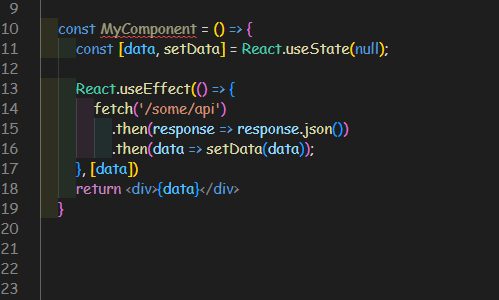 9
10 const MyComponent = () => {
11 const [data, setData] = React.useState(null);
12
13 React.useEffect(() => {
14 fetch('/some/api')
15 .then(response => response.json())
16 .then(data => setData(data));
17 }, [data])
18 return <div>{data}</div>
19 }
20
21
22
23